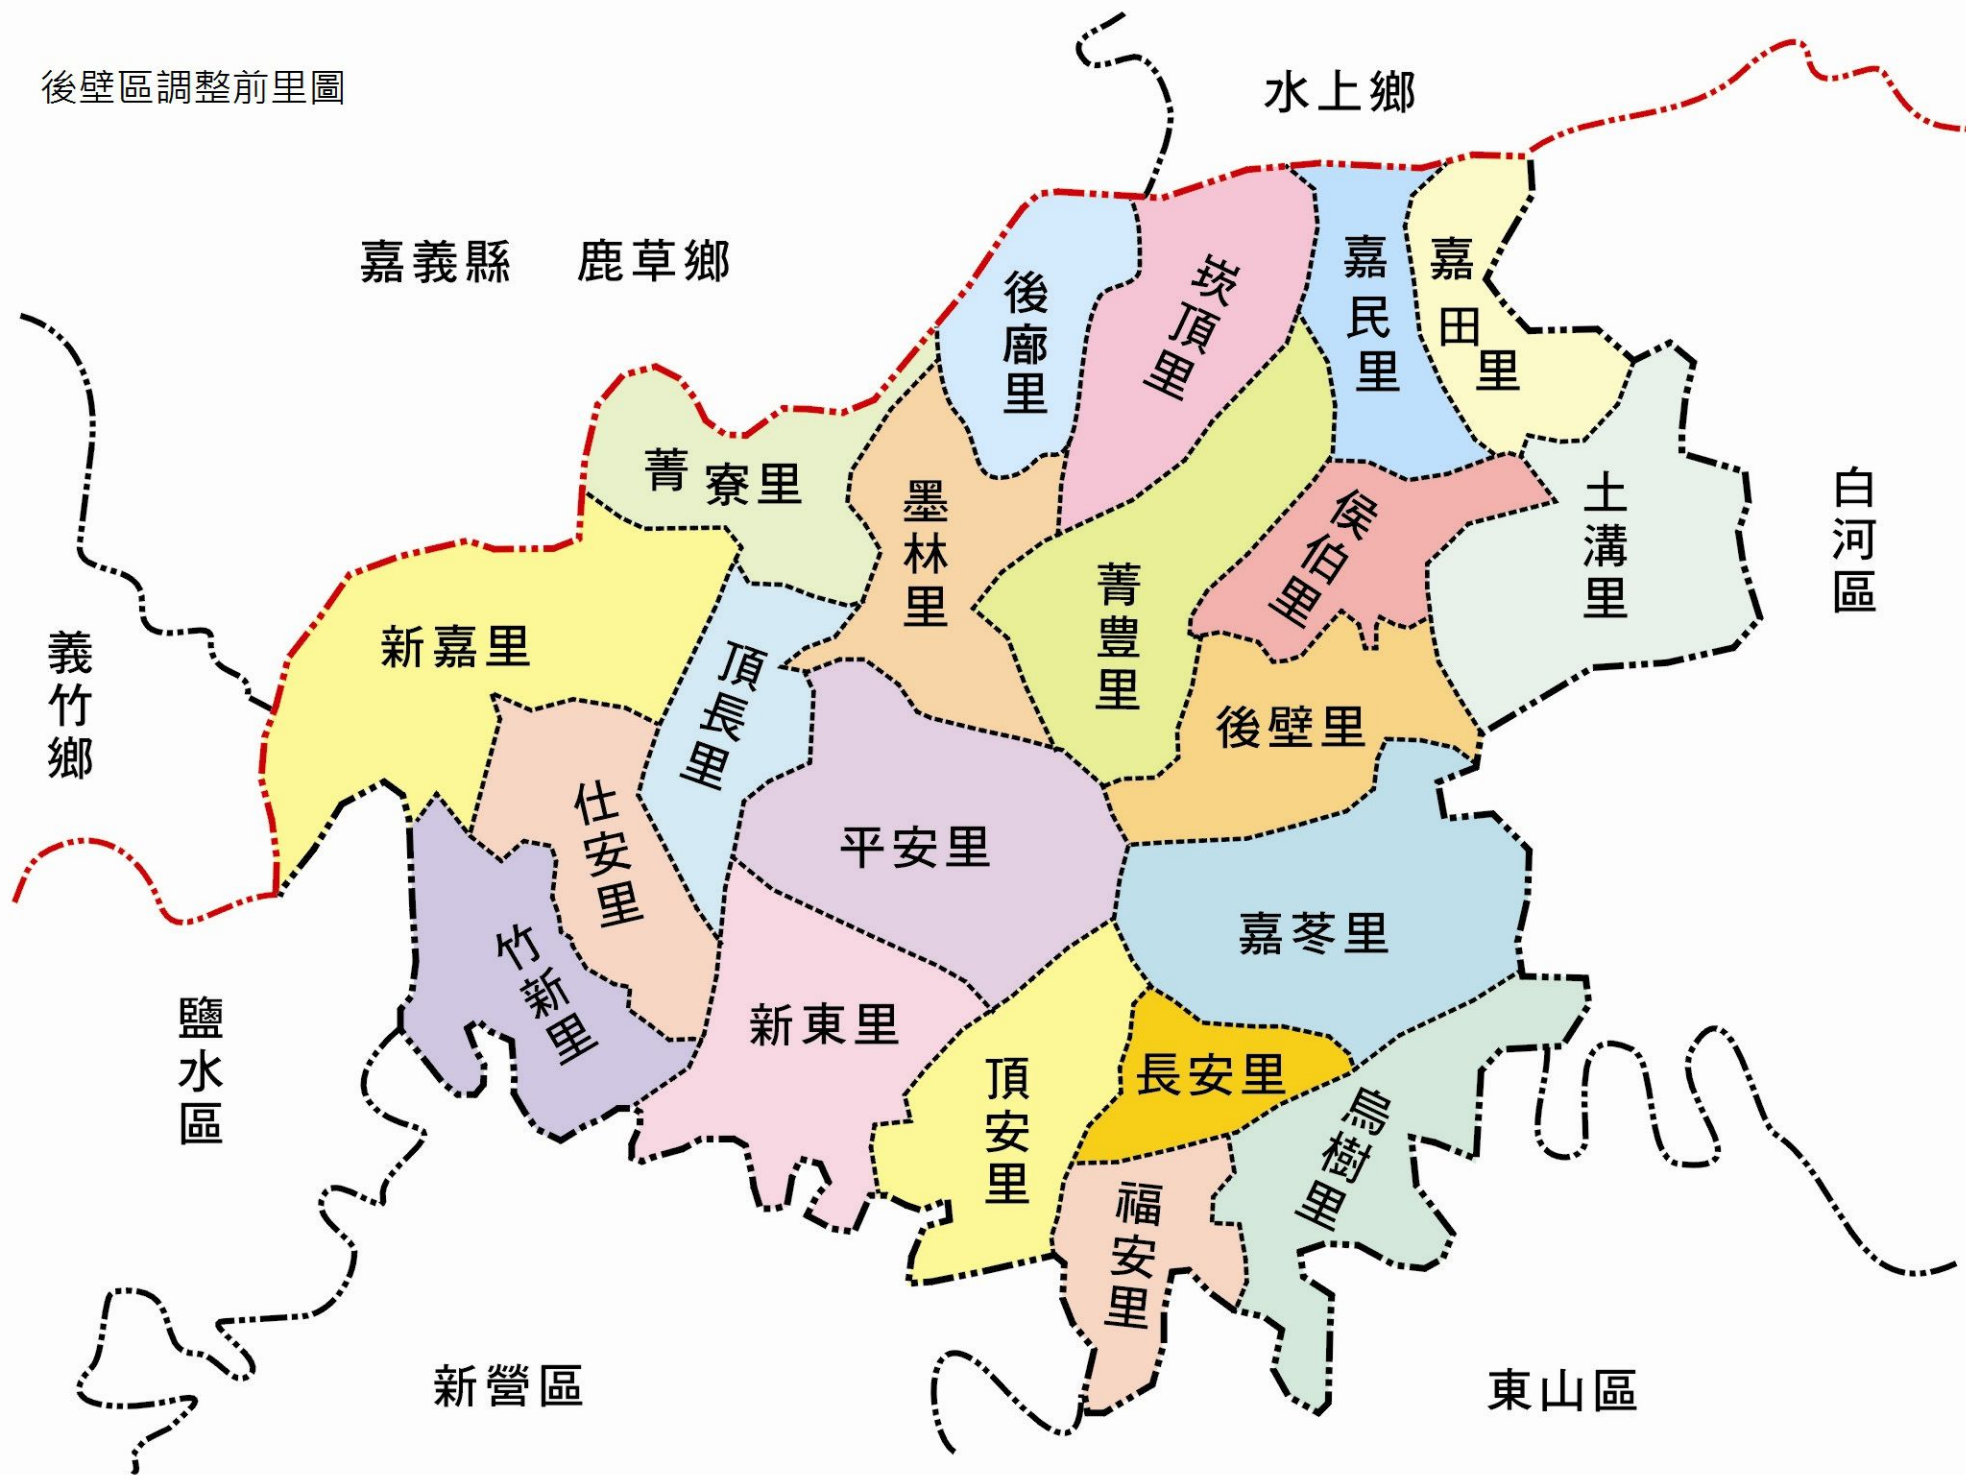 後壁區調整前里圖
水上鄉
嘉義縣 鹿草鄉
後廍里
崁頂里
嘉民里
嘉田里
菁寮里
墨林里
侯伯里
土溝里
白河區
義竹鄉
新嘉里
頂長里
菁豊里
後壁里
仕安里
平安里
嘉苳里
竹新里
鹽水區
新東里
頂安里
長安里
烏樹里
福安里
新營區
東山區